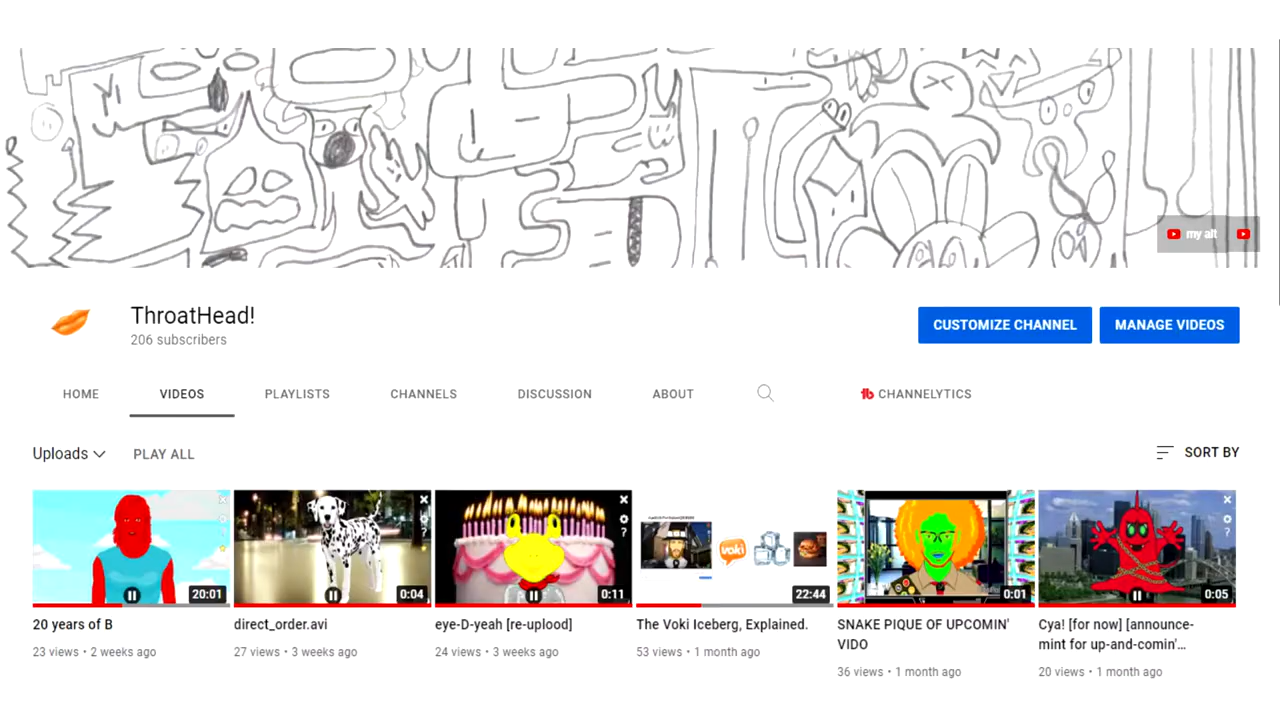 my alt
ThroatHead!
206 subscribers
CUSTOMIZE CHANNEL
MANAGE VIDEOS
HOME
VIDEOS
PLAYLISTS
CHANNELS
DISCUSSION
ABOUT
CHANNELYTICS
Uploads
PLAY ALL
SORT BY
20:01
0:04
?
0:11
voki
22:44
0:01
?
0:05
20 years of B
23 views • 2 weeks ago
direct_order.avi
27 views • 3 weeks ago
eye-D-yeah [re-uplood]
24 views • 3 weeks ago
The Voki Iceberg, Explained.
53 views • 1 month ago
SNAKE PIQUE OF UPCOMIN'
VIDO
36 views • 1 month ago
Cya! [for now] [announce-
mint for up-and-comin'...
20 views • 1 month ago